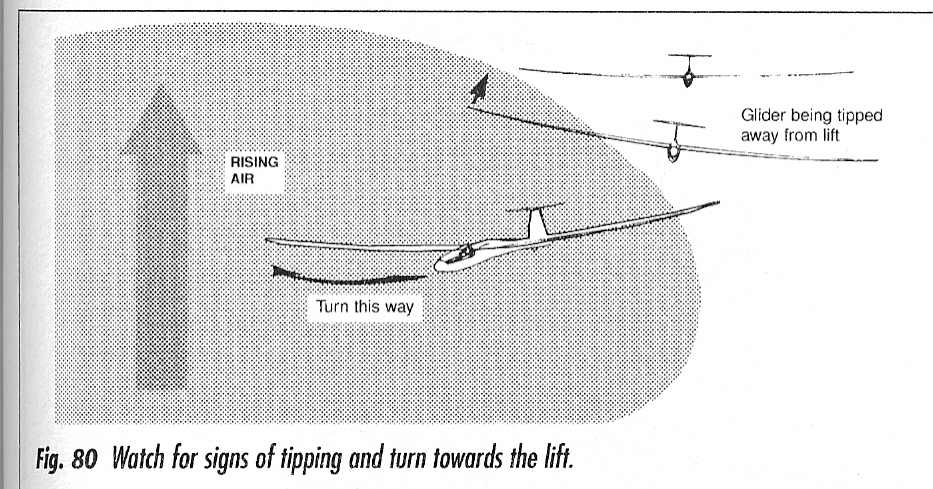 Glider being tipped
away from lift
RISING
AIR
Turn this way
Fig. 80 Watch for signs of tipping and turn towards the lift.